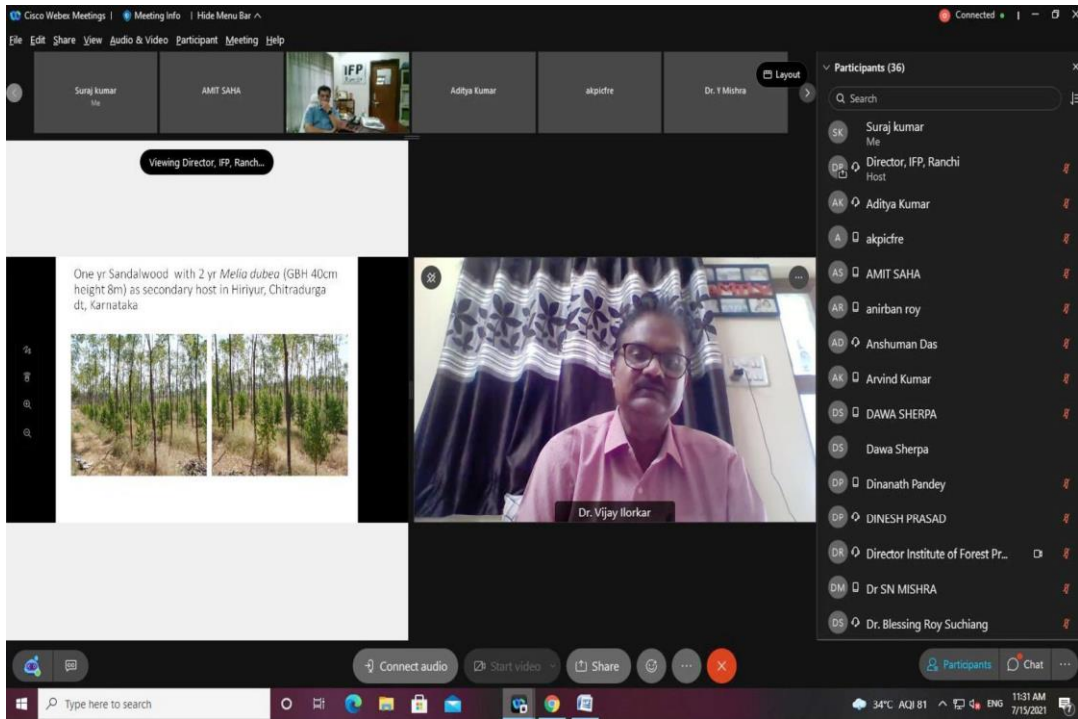 Cisco Webex Meetings | Meeting Info | Hide Menu Bar
Connected
File Edit Share View Audio & Video Participant Meeting Help
Suraj kumar
Me
AMIT SAHA
IFP
Aditya Kumar
akpicfre
Dr. Y Mishra
Layout
Viewing Director, IFP, Ranch...
One yr Sandalwood with 2 yr Melia dubea (GBH 40cm
height 8m) as secondary host in Hiriyur, Chitradurga
dt, Karnataka
Dr. Vijay Ilorkar
Participants (36)
Search
SK Suraj kumar
Me
DR Director, IFP, Ranchi
Host
AK Aditya Kumar
A akpicfre
AS AMIT SAHA
AR anirban roy
AD Anshuman Das
AK Arvind Kumar
DS DAWA SHERPA
DS Dawa Sherpa
DP Dinanath Pandey
DP DINESH PRASAD
DR Director Institute of Forest Pr...
DM Dr SN MISHRA
DS Dr. Blessing Roy Suchiang
Connect audio
Start video
Share
Participants
Chat
Type here to search
34°C AQI 81
ENG
11:31 AM
7/15/2021